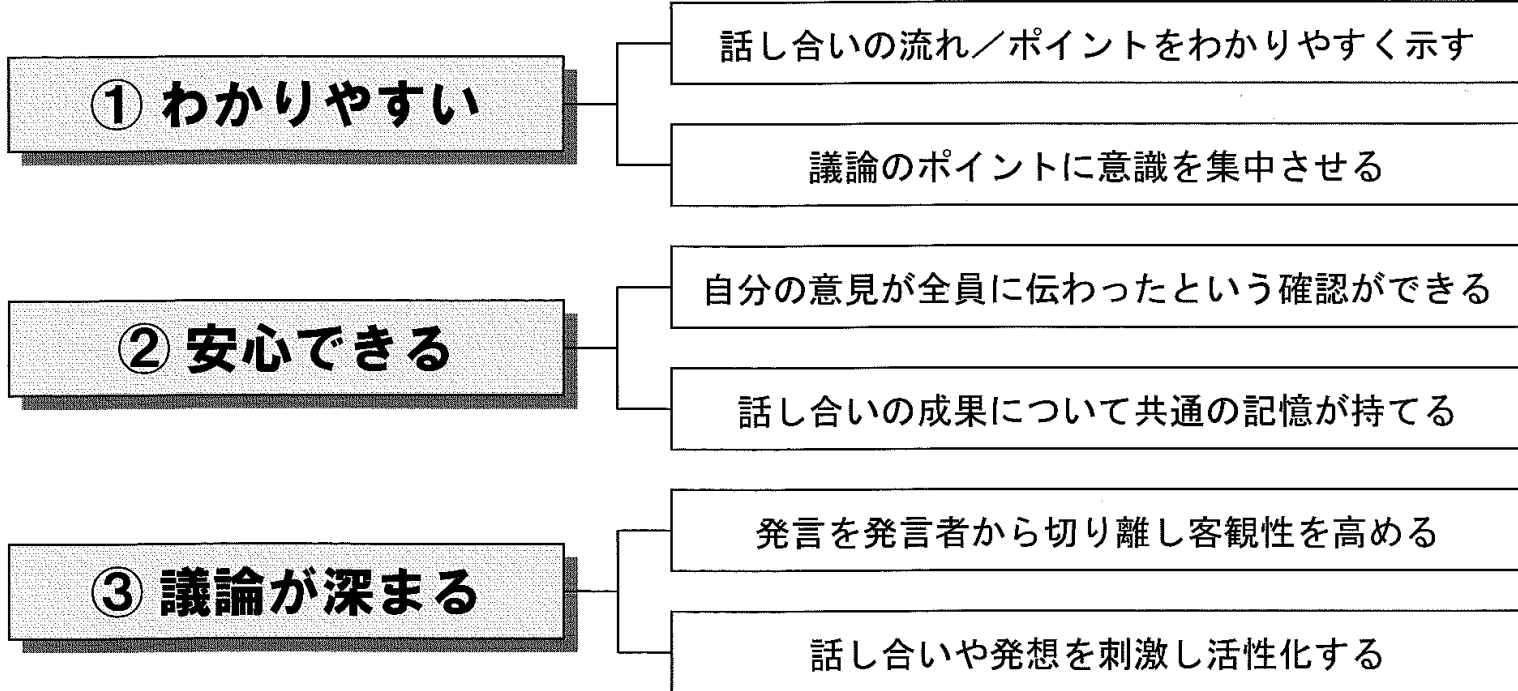 ① わかりやすい
話し合いの流れ／ポイントをわかりやすく示す
議論のポイントに意識を集中させる
② 安心できる
自分の意見が全員に伝わったという確認ができる
話し合いの成果について共通の記憶が持てる
③ 議論が深まる
発言を発言者から切り離し客観性を高める
話し合いや発想を刺激し活性化する